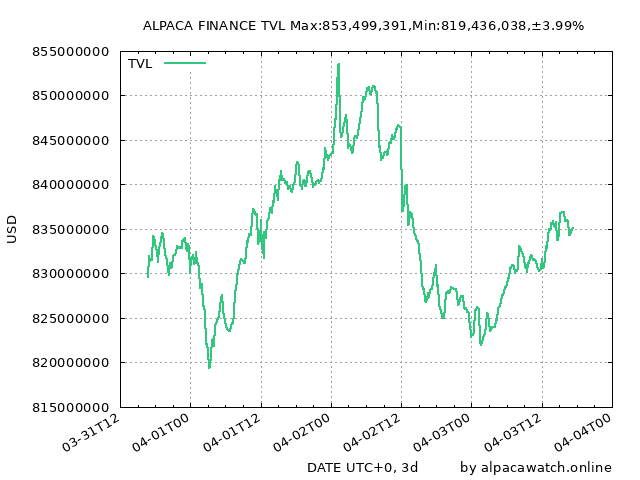 ALPACA FINANCE TVL Max:853,499,391,Min:819,436,038,±3.99%
TVL
855000000
850000000
845000000
840000000
835000000
830000000
825000000
820000000
815000000
USD
03-31T12
04-01T00
04-01T12
04-02T00
04-02T12
04-03T00
04-03T12
04-04T00
DATE UTC+0, 3d
by alpacawatch.online